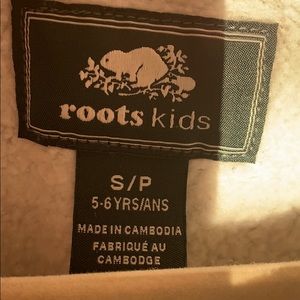 roots kids
S/P
5-6 YRS/ANS
MADE IN CAMBODIA
FABRIQUÉ AU
CAMBODGE